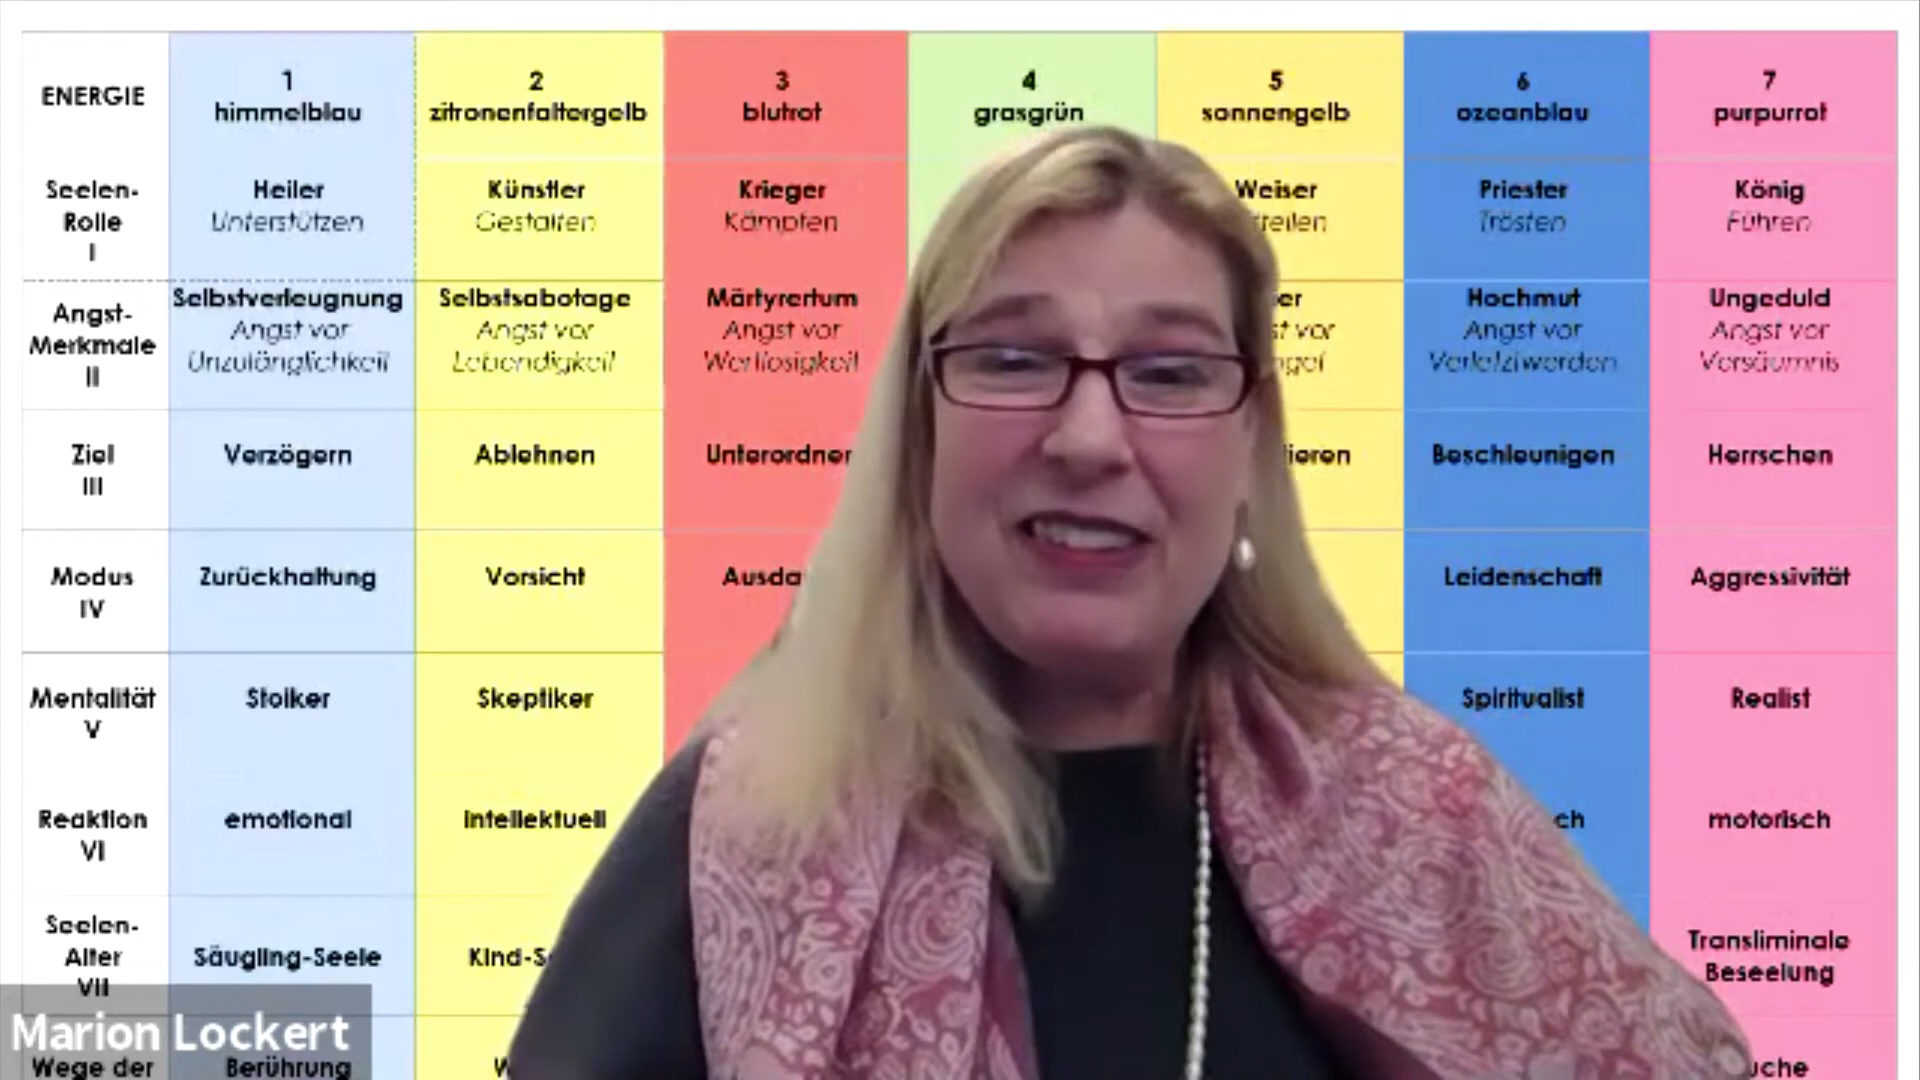 ENERGIE
1
himmelblau
2
zitronenfaltergelb
3
blutrot
4
grasgrün
5
sonnengelb
6
ozeanblau
7
purpurrot
Seelen-
Rolle
I
Heiler
Unterstützen
Künstler
Gestalten
Krieger
Kämpfen
Weiser
Priester
Trösten
König
Führen
Angst-
Merkmale
II
Selbstverleugnung
Angst vor
Unzulänglichkeit
Selbstsabotage
Angst vor
Lebendigkeit
Märtyrertum
Angst vor
Wertlosigkeit
vor
Hochmut
Angst vor
Verletztwerden
Ungeduld
Angst vor
Versäumnis
Ziel
III
Verzögern
Ablehnen
Unterordnen
Beschleunigen
Herrschen
Modus
IV
Zurückhaltung
Vorsicht
Leidenschaft
Aggressivität
Mentalität
V
Stoiker
Skeptiker
Spiritualist
Realist
Reaktion
VI
emotional
intellektuell
motorisch
Seelen-
Alter
VII
Säugling-Seele
Transliminale
Beseelung
Marion Lockert
Wege der
Berührung